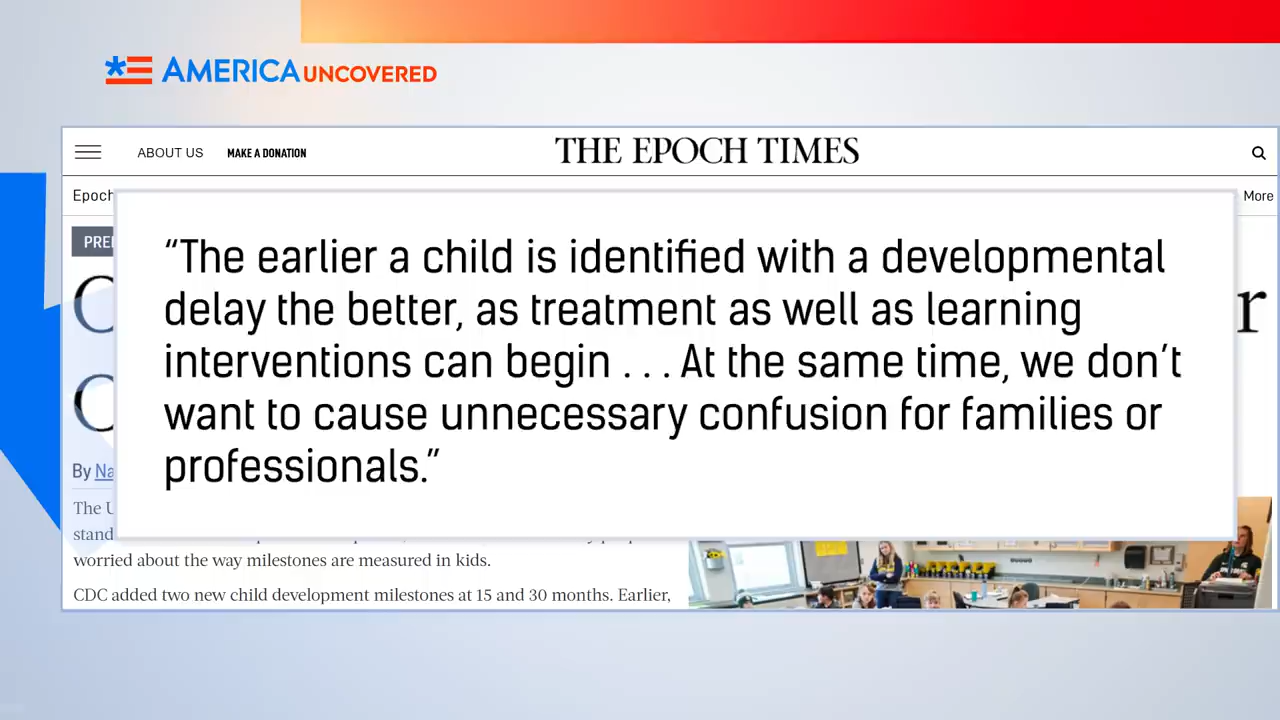 AMERICA UNCOVERED
ABOUT US MAKE A DONATION THE EPOCH TIMES
Epoch More
“The earlier a child is identified with a developmental
delay the better, as treatment as well as learning
interventions can begin . . . At the same time, we don’t
want to cause unnecessary confusion for families or
professionals.”
By Na
The U
stand
worried about the way milestones are measured in kids.
CDC added two new child development milestones at 15 and 30 months. Earlier,